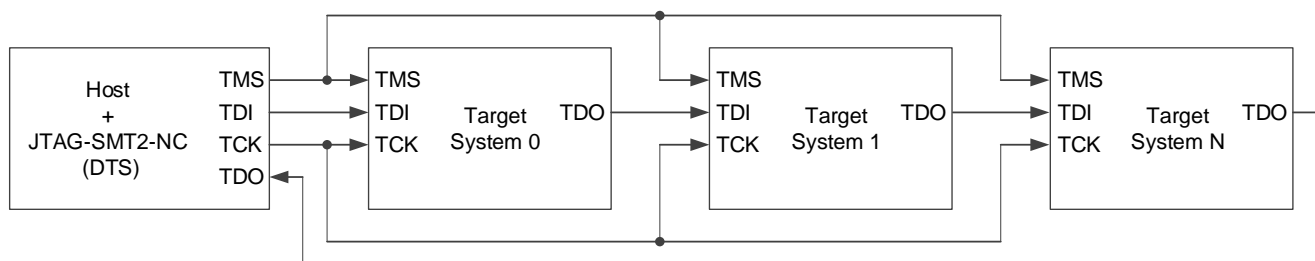 Host
+
JTAG-SMT2-NC
(DTS)
TMS
TDI
TCK
TDO
TMS
TDI
TCK
Target
System 0
TDO
TMS
TDI
TCK
Target
System 1
TDO
TMS
TDI
TCK
Target
System N
TDO